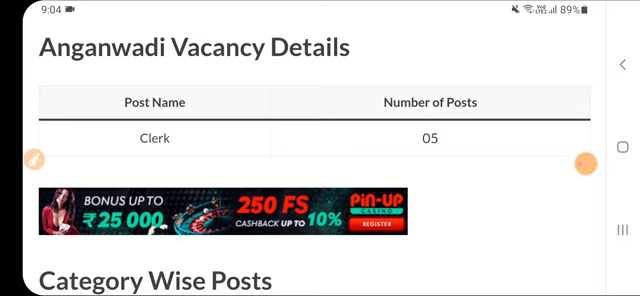 9:04 89%
Anganwadi Vacancy Details
Post Name Number of Posts
Clerk 05
BONUS UP TO ₹25 000 250 FS CASHBACK UP TO 10% PiN-UP CASINO REGISTER
Category Wise Posts